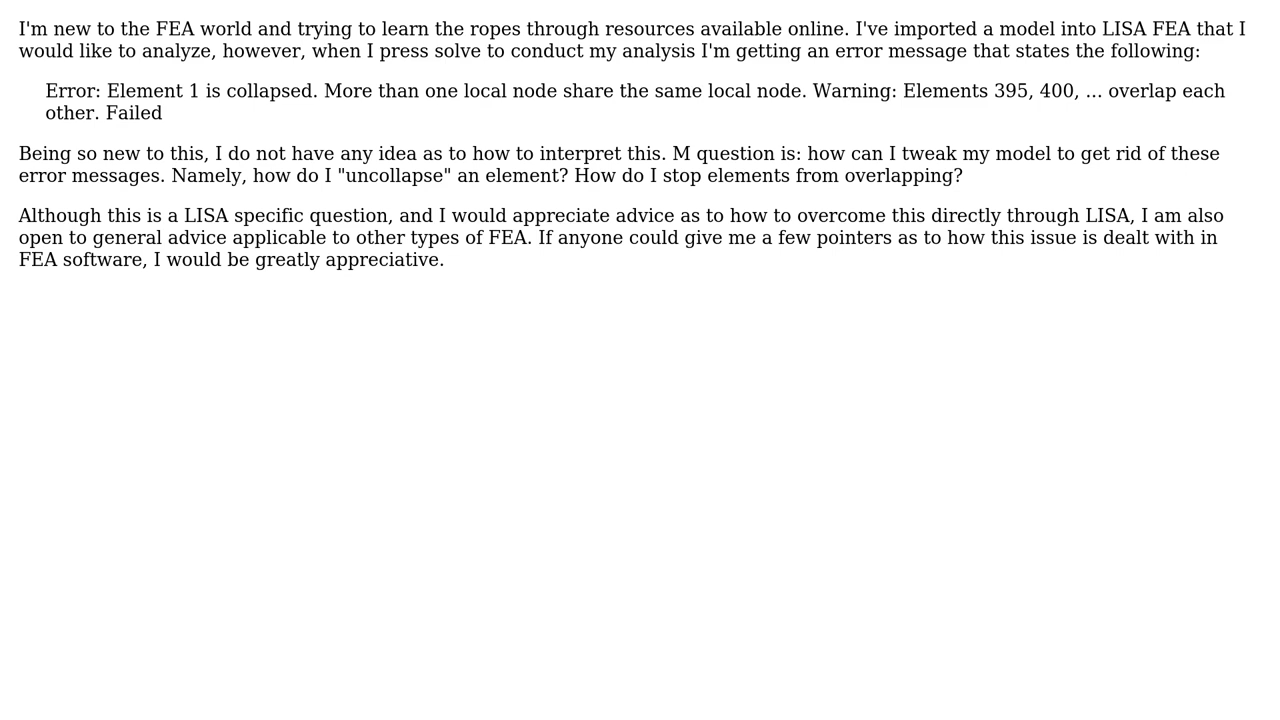 I'm new to the FEA world and trying to learn the ropes through resources available online. I've imported a model into LISA FEA that I
would like to analyze, however, when I press solve to conduct my analysis I'm getting an error message that states the following:
Error: Element 1 is collapsed. More than one local node share the same local node. Warning: Elements 395, 400, ... overlap each
other. Failed
Being so new to this, I do not have any idea as to how to interpret this. M question is: how can I tweak my model to get rid of these
error messages. Namely, how do I "uncollapse" an element? How do I stop elements from overlapping?
Although this is a LISA specific question, and I would appreciate advice as to how to overcome this directly through LISA, I am also
open to general advice applicable to other types of FEA. If anyone could give me a few pointers as to how this issue is dealt with in
FEA software, I would be greatly appreciative.